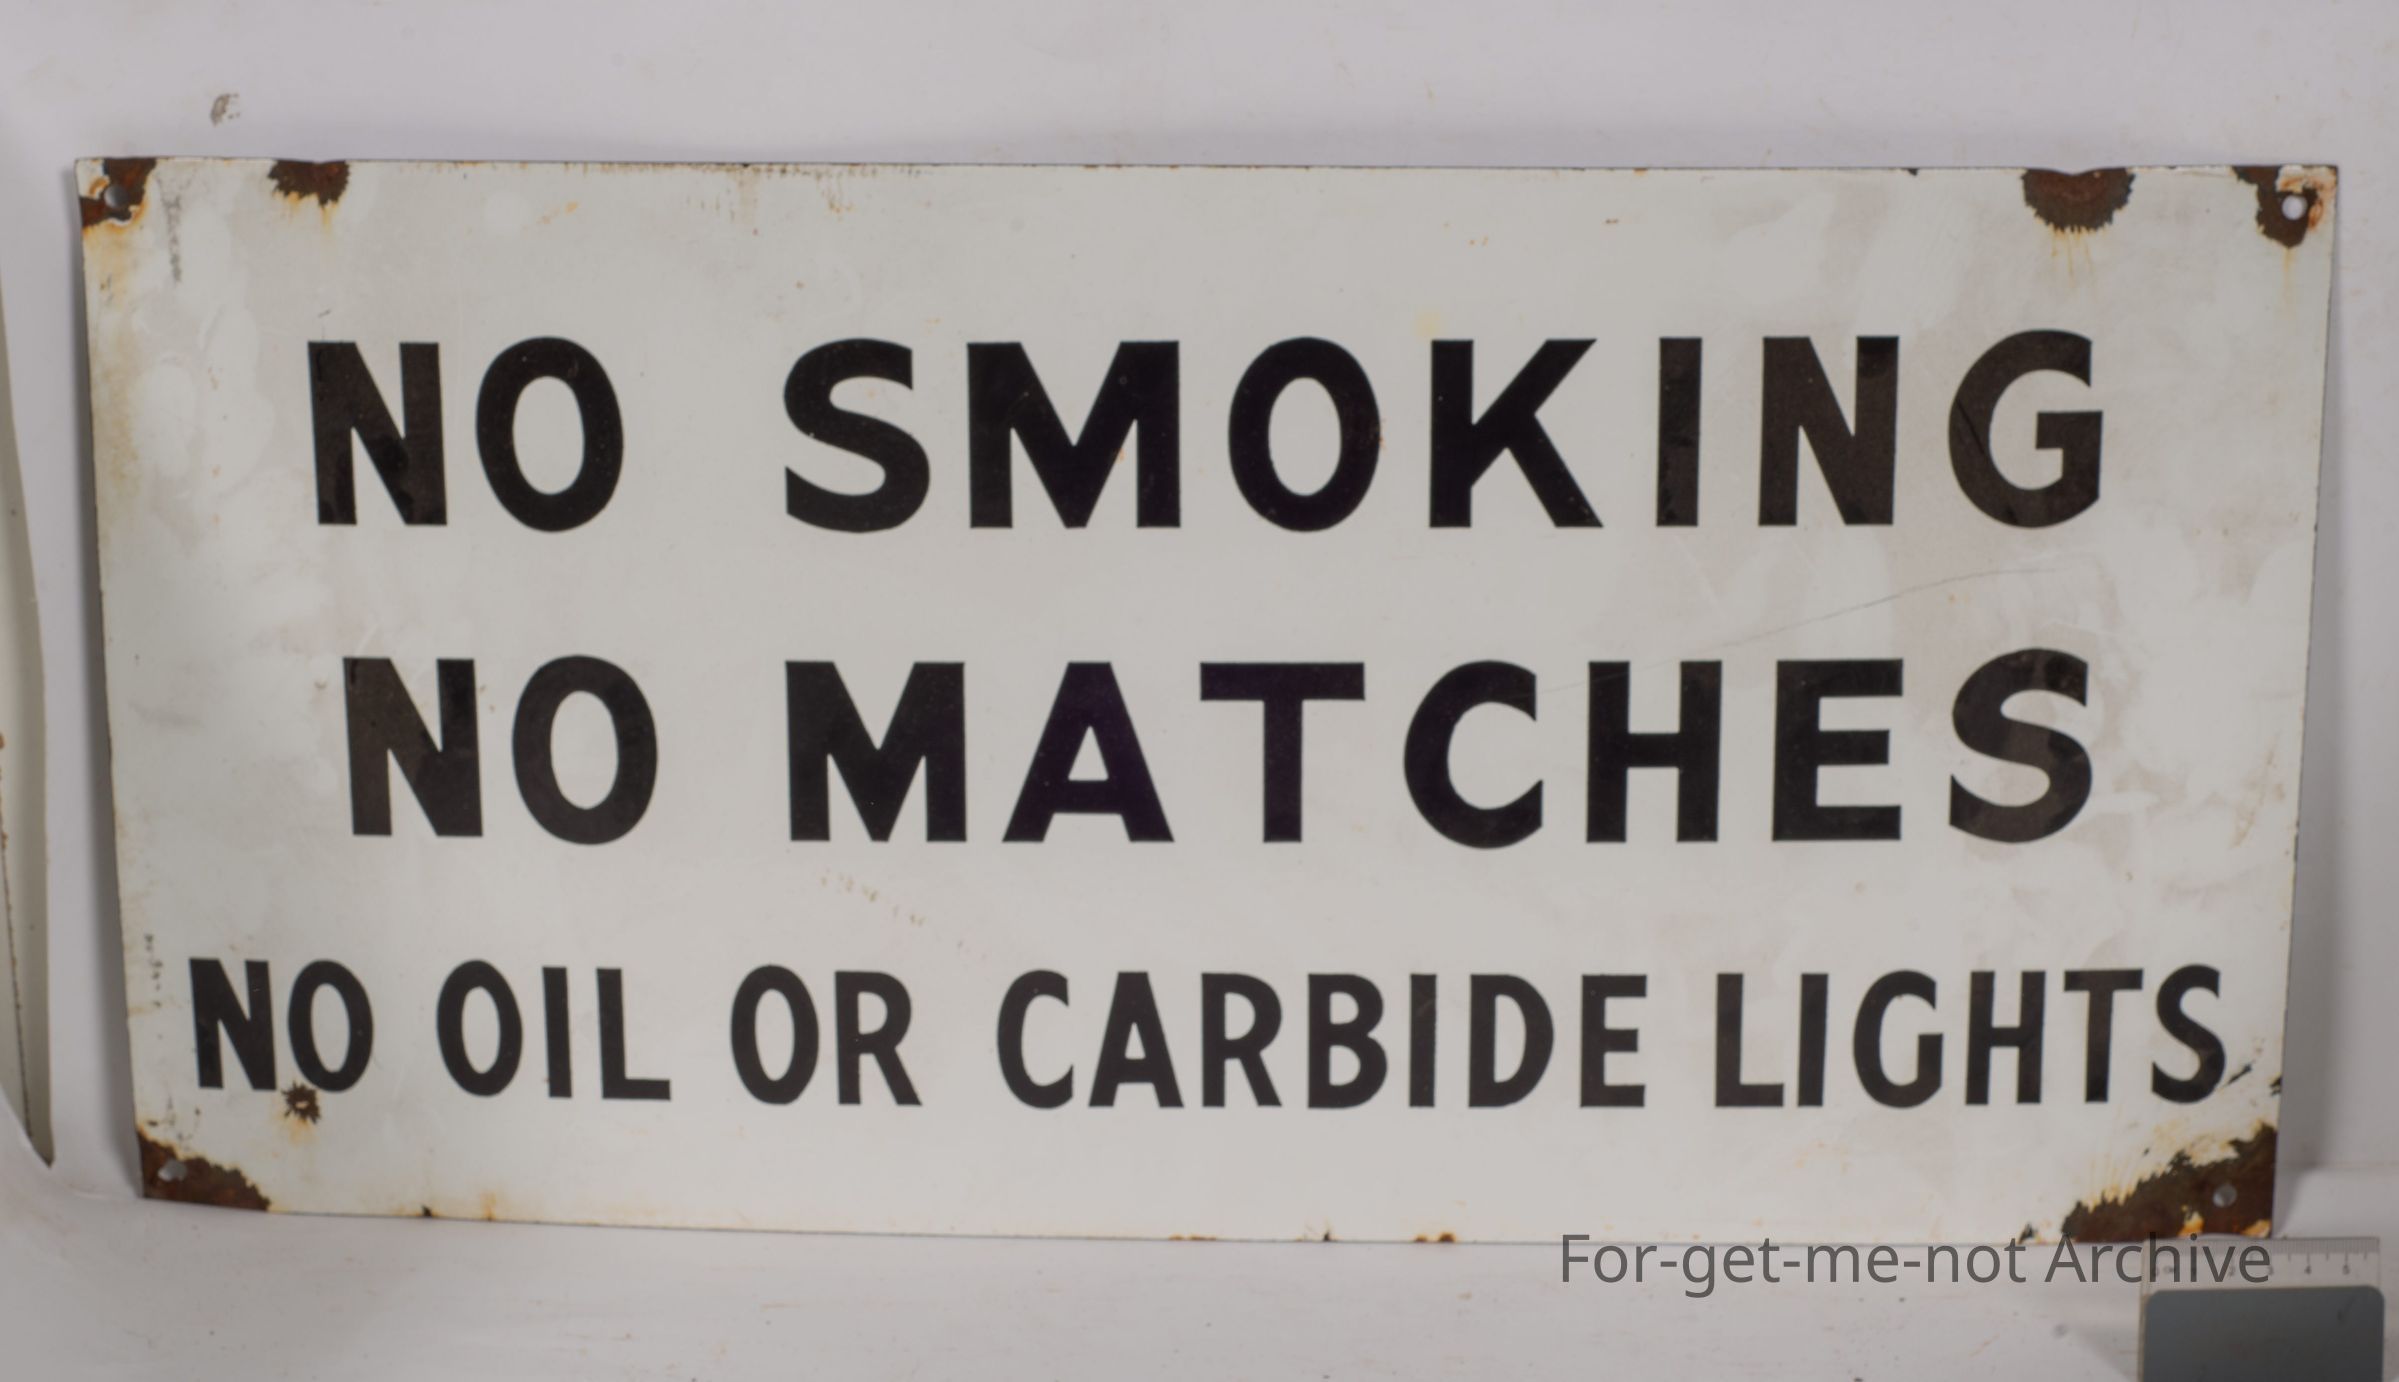 NO SMOKING
NO MATCHES
NO OIL OR CARBIDE LIGHTS
For-get-me-not Archive